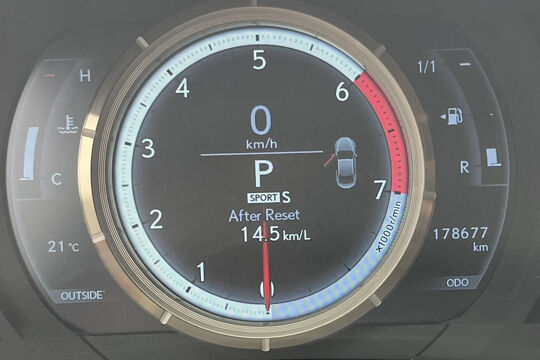 H
C
21°C
OUTSIDE
0
1
2
3
4
5
6
7
x1000r/min
0
km/h
P
SPORT S
After Reset
14.5 km/L
1/1
R
178677
km
ODO